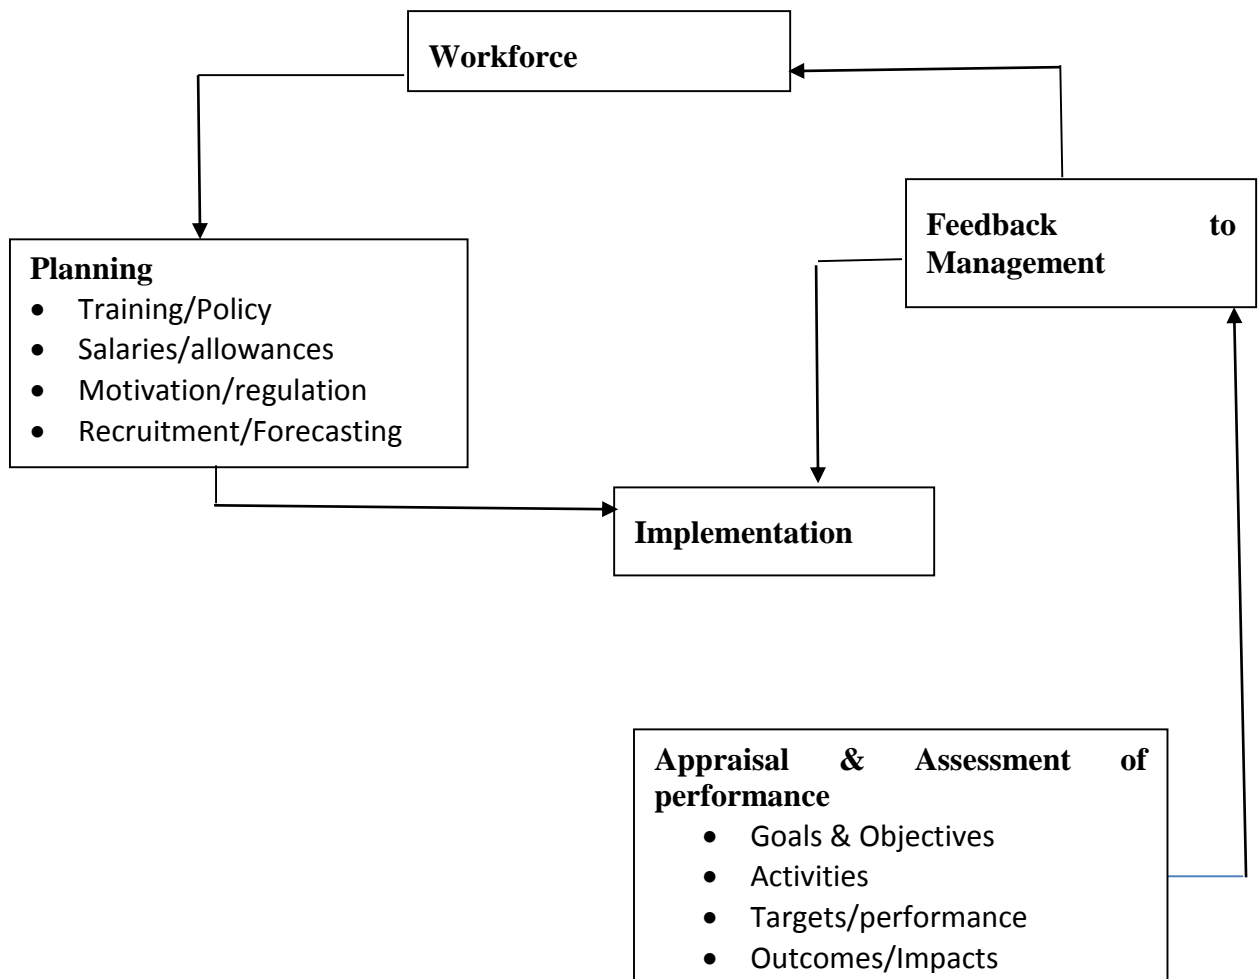 Workforce
Feedback to
Management
Planning
• Training/Policy
• Salaries/allowances
• Motivation/regulation
• Recruitment/Forecasting
Implementation
Appraisal & Assessment of
performance
• Goals & Objectives
• Activities
• Targets/performance
• Outcomes/Impacts